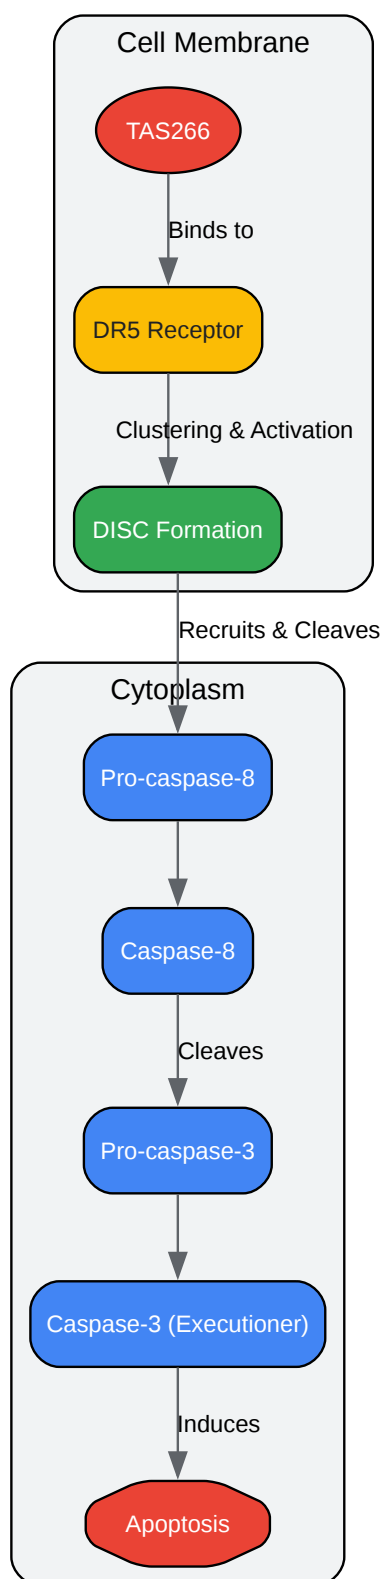 Cell Membrane
TAS266
Binds to
DR5 Receptor
Clustering & Activation
DISC Formation
Recruits & Cleaves
Cytoplasm
Pro-caspase-8
Caspase-8
Cleaves
Pro-caspase-3
Caspase-3 (Executioner)
Induces
Apoptosis